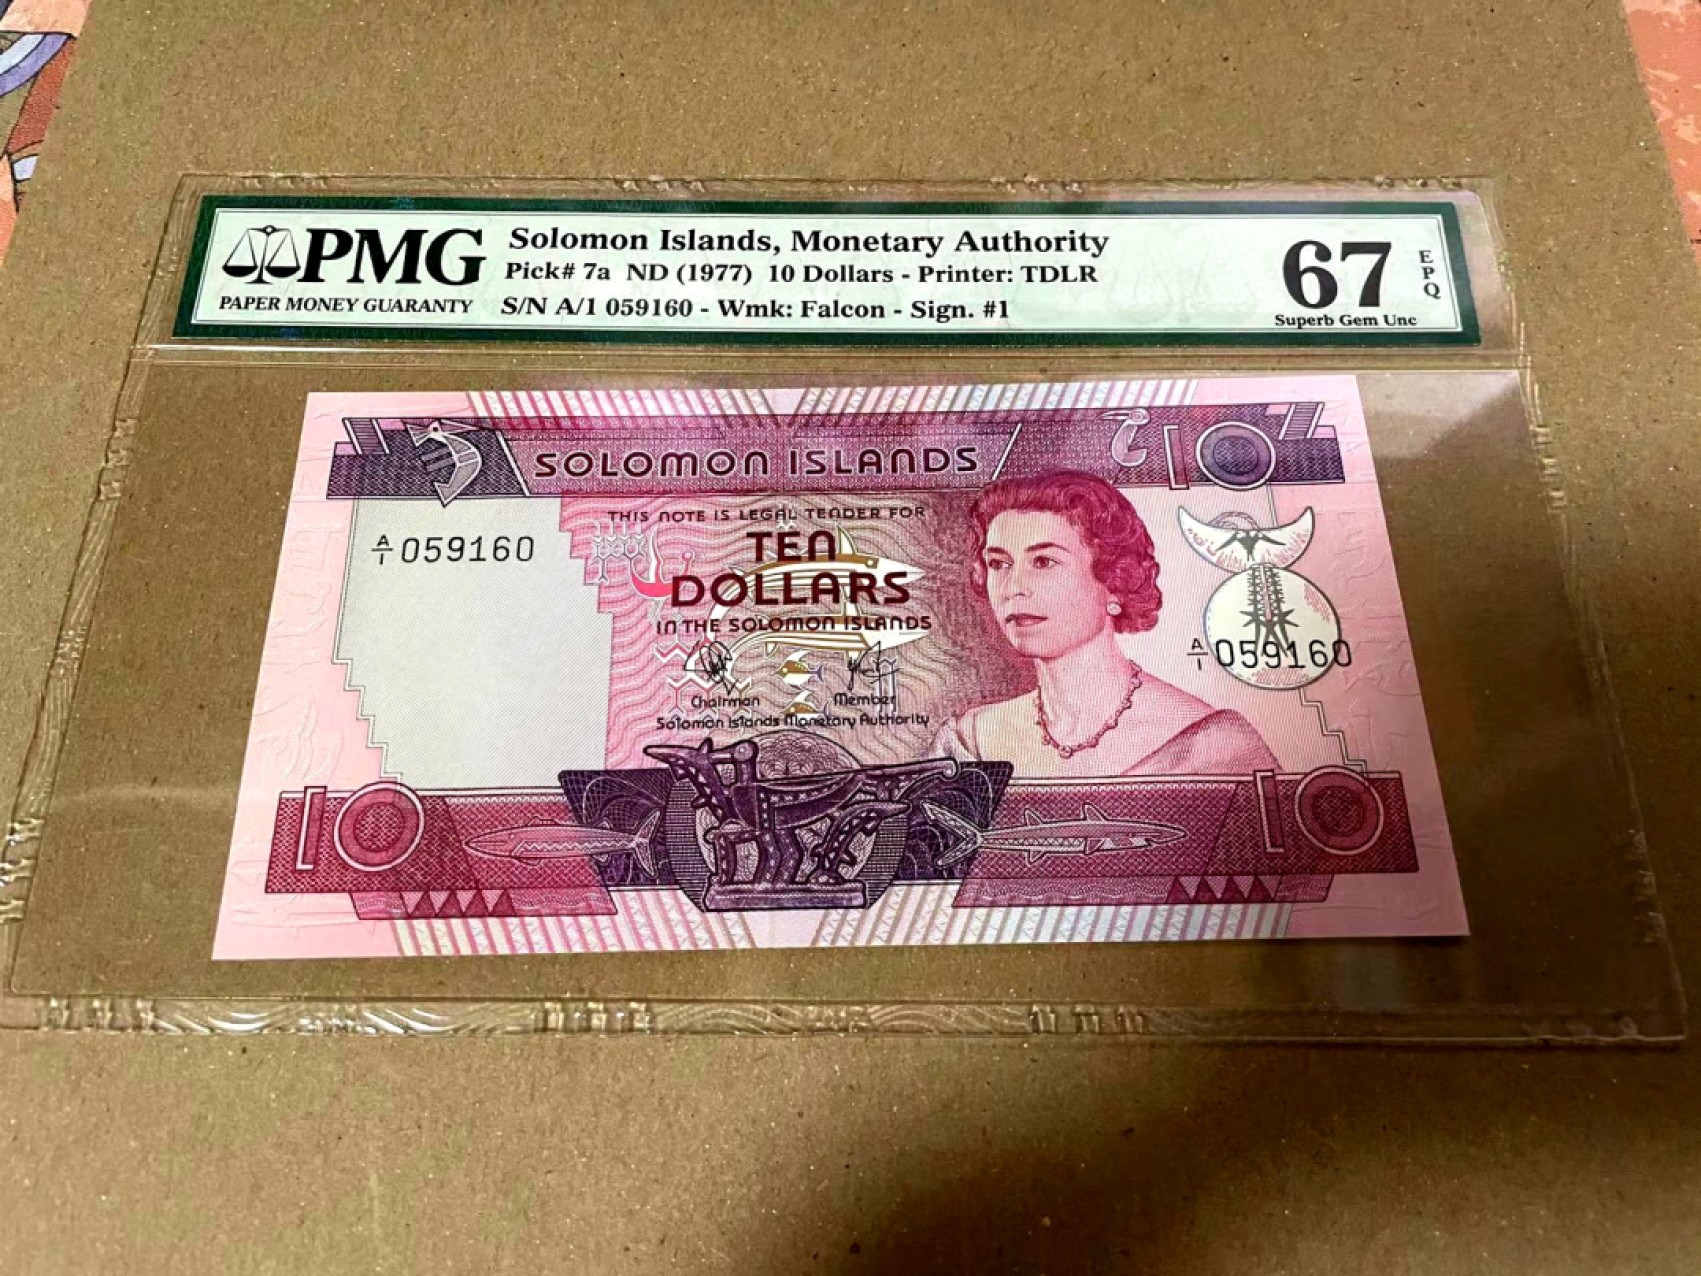 PMG
PAPER MONEY GUARANTY
Solomon Islands, Monetary Authority
Pick# 7a ND (1977) 10 Dollars - Printer: TDLR
S/N A/1 059160 - Wmk: Falcon - Sign. #1
67
EPQ
Superb Gem Unc
SOLOMON ISLANDS
10
THIS NOTE IS LEGAL TENDER FOR
A/1 059160
TEN
DOLLARS
IN THE SOLOMON ISLANDS
A/1 059160
Chairman Member
Solomon Islands Monetary Authority
10
10